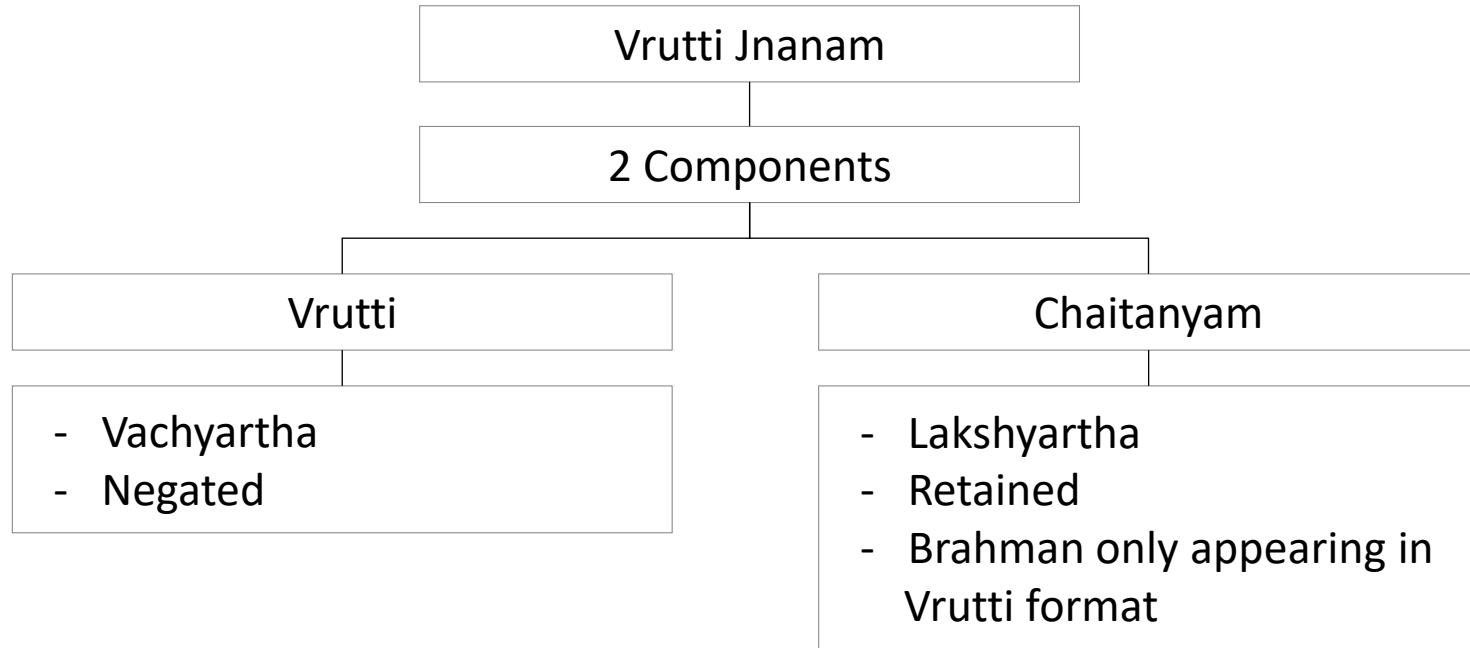 Vrutti Jnanam
2 Components
Vrutti
Chaitanyam
- Vachyartha
- Negated
- Lakshyartha
- Retained
- Brahman only appearing in
Vrutti format